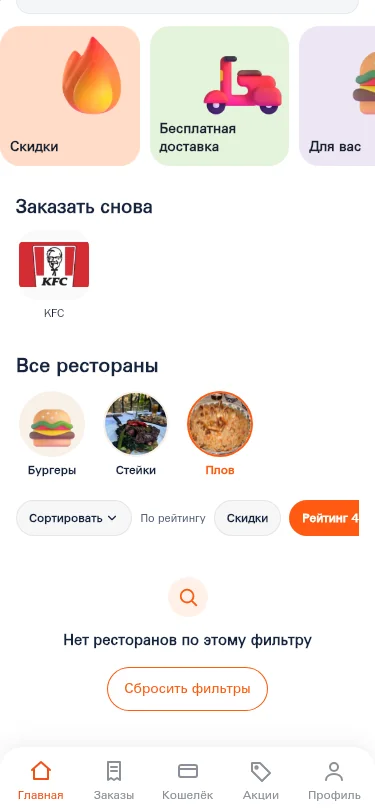 Скидки
Бесплатная
доставка
Для вас
Заказать снова
KFC
KFC
Все рестораны
Бургеры
Стейки
Плов
Сортировать
По рейтингу
Скидки
Рейтинг 4
Нет ресторанов по этому фильтру
Сбросить фильтры
Главная
Заказы
Кошелёк
Акции
Профиль